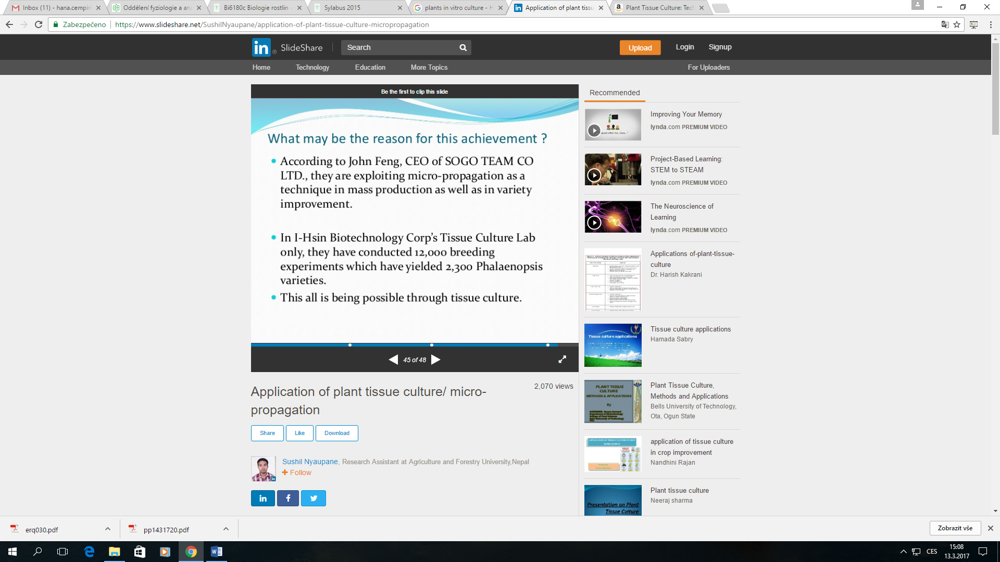 Inbox (11) - hana.cempir
Oddělení fyziologie a an
Bi6180c Biologie rostlin -
Sylabus 2015
plants in vitro culture - H
Application of plant tissu
Plant Tissue Culture: Tech
Zabezpečeno
https://www.slideshare.net/SushilNyaupane/application-of-plant-tissue-culture-micropropagation
in SlideShare
Search
Upload
Login
Signup
Home
Technology
Education
More Topics
For Uploaders
Be the first to clip this slide
What may be the reason for this achievement ?
• According to John Feng, CEO of SOGO TEAM CO
LTD., they are exploiting micro-propagation as a
technique in mass production as well as in variety
improvement.
• In I-Hsin Biotechnology Corp's Tissue Culture Lab
only, they have conducted 12,000 breeding
experiments which have yielded 2,300 Phalaenopsis
varieties.
• This all is being possible through tissue culture.
45 of 48
Application of plant tissue culture/ micro-
propagation
2,070 views
Share
Like
Download
Sushil Nyaupane, Research Assistant at Agriculture and Forestry University,Nepal
+ Follow
Recommended
Improving Your Memory
lynda.com PREMIUM VIDEO
Project-Based Learning:
STEM to STEAM
lynda.com PREMIUM VIDEO
The Neuroscience of
Learning
lynda.com PREMIUM VIDEO
Applications of-plant-tissue-
culture
Dr. Harish Kakrani
Tissue culture applications
Tissue culture applications
Hamada Sabry
PLANT TISSUE
CULTURE
METHODS & APPLICATIONS
By
Plant Tissue Culture,
Methods and Applications
Bells University of Technology,
Ota, Ogun State
application of tissue culture
in crop improvement
Nandhini Rajan
Presentation on Plant
Tissue Culture
Plant tissue culture
Neeraj sharma
erq030.pdf
pp1431720.pdf
Zobrazit vše
CES
15:08
13.3.2017